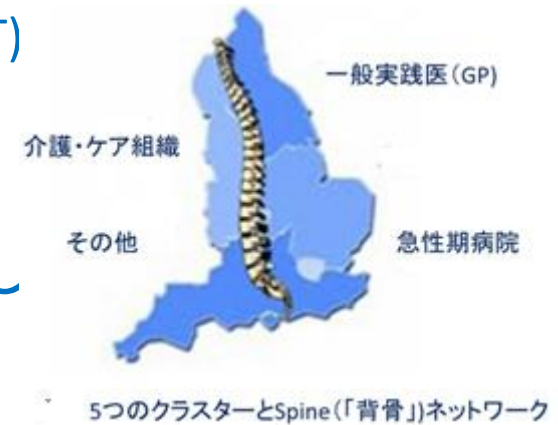 T)
一般実践医(GP)
介護・ケア組織
その他
急性期病院
5つのクラスターとSpine(「背骨」)ネットワーク